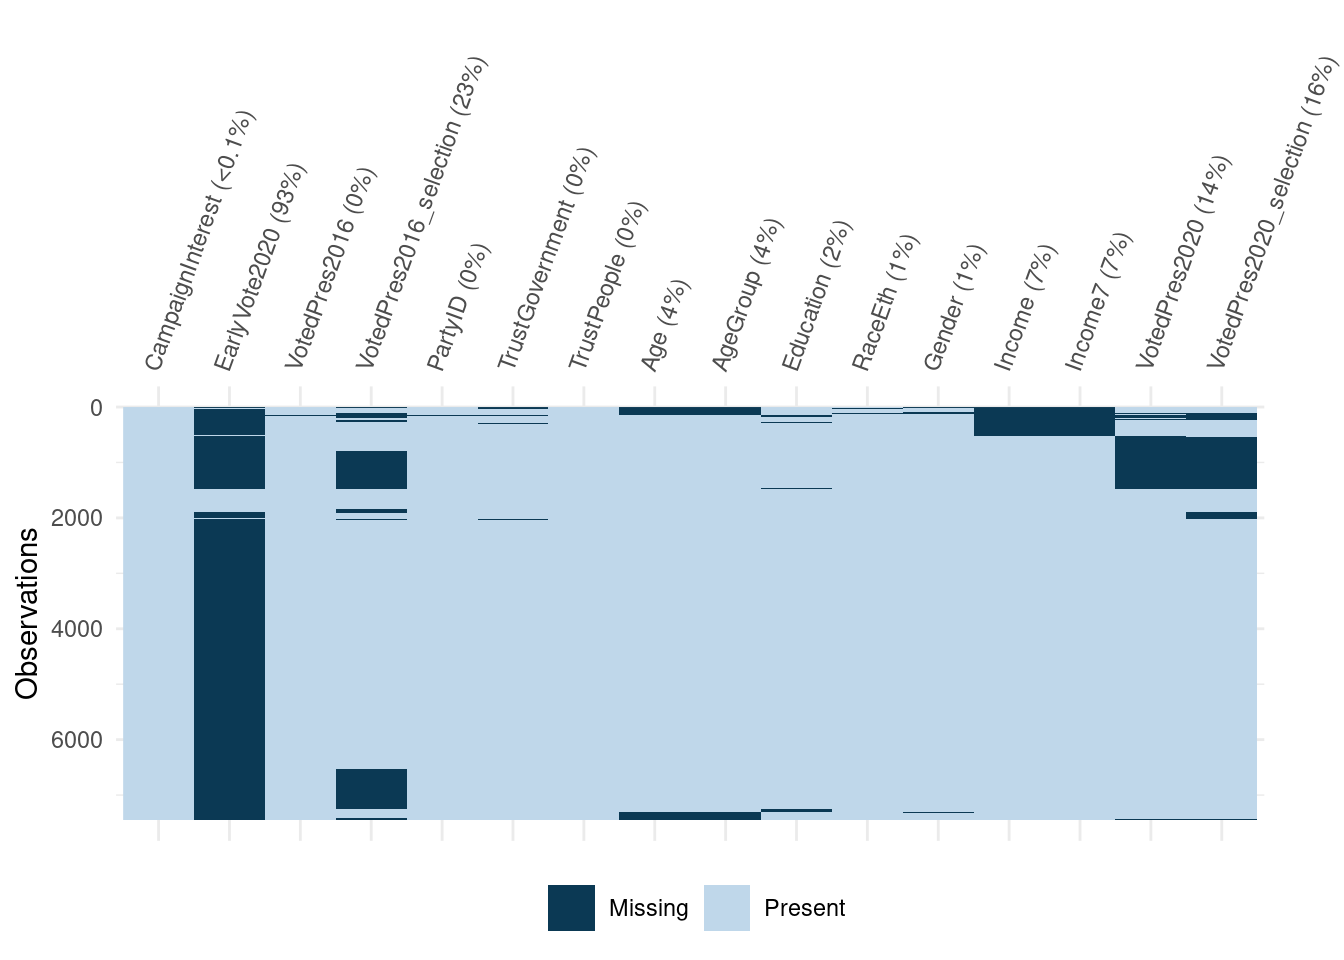 CampaignInterest (<0.1%)
EarlyVote2020 (93%)
VotedPres2016 (0%)
VotedPres2016_selection (23%)
PartyID (0%)
TrustGovernment (0%)
TrustPeople (0%)
Age (4%)
AgeGroup (4%)
Education (2%)
RaceEth (1%)
Gender (1%)
Income (7%)
Income7 (7%)
VotedPres2020 (14%)
VotedPres2020_selection (16%)
Observations
0
2000
4000
6000
Missing
Present